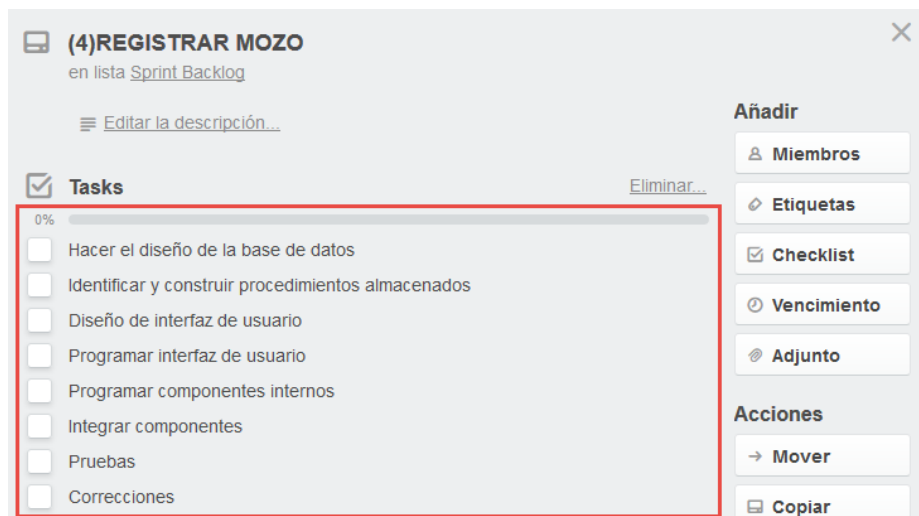 (4)REGISTRAR MOZO
en lista Sprint Backlog
Editar la descripción...
Tasks
Eliminar...
0%
Hacer el diseño de la base de datos
Identificar y construir procedimientos almacenados
Diseño de interfaz de usuario
Programar interfaz de usuario
Programar componentes internos
Integrar componentes
Pruebas
Correcciones
Añadir
Miembros
Etiquetas
Checklist
Vencimiento
Adjunto
Acciones
Mover
Copiar